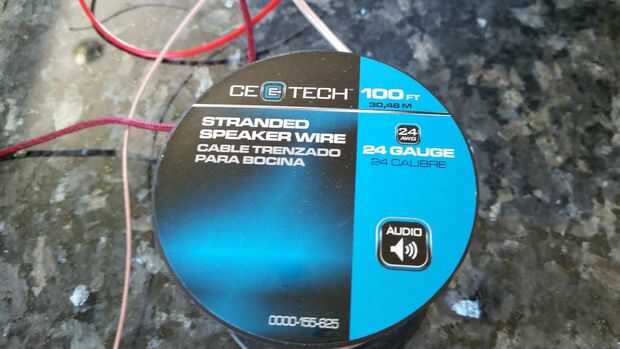 CE TECH™
100 FT
30,48 M
STRANDED
SPEAKER WIRE
CABLE TRENZADO
PARA BOCINA
24
AWG
24 GAUGE
24 CALIBRE
AUDIO
0000-155-825